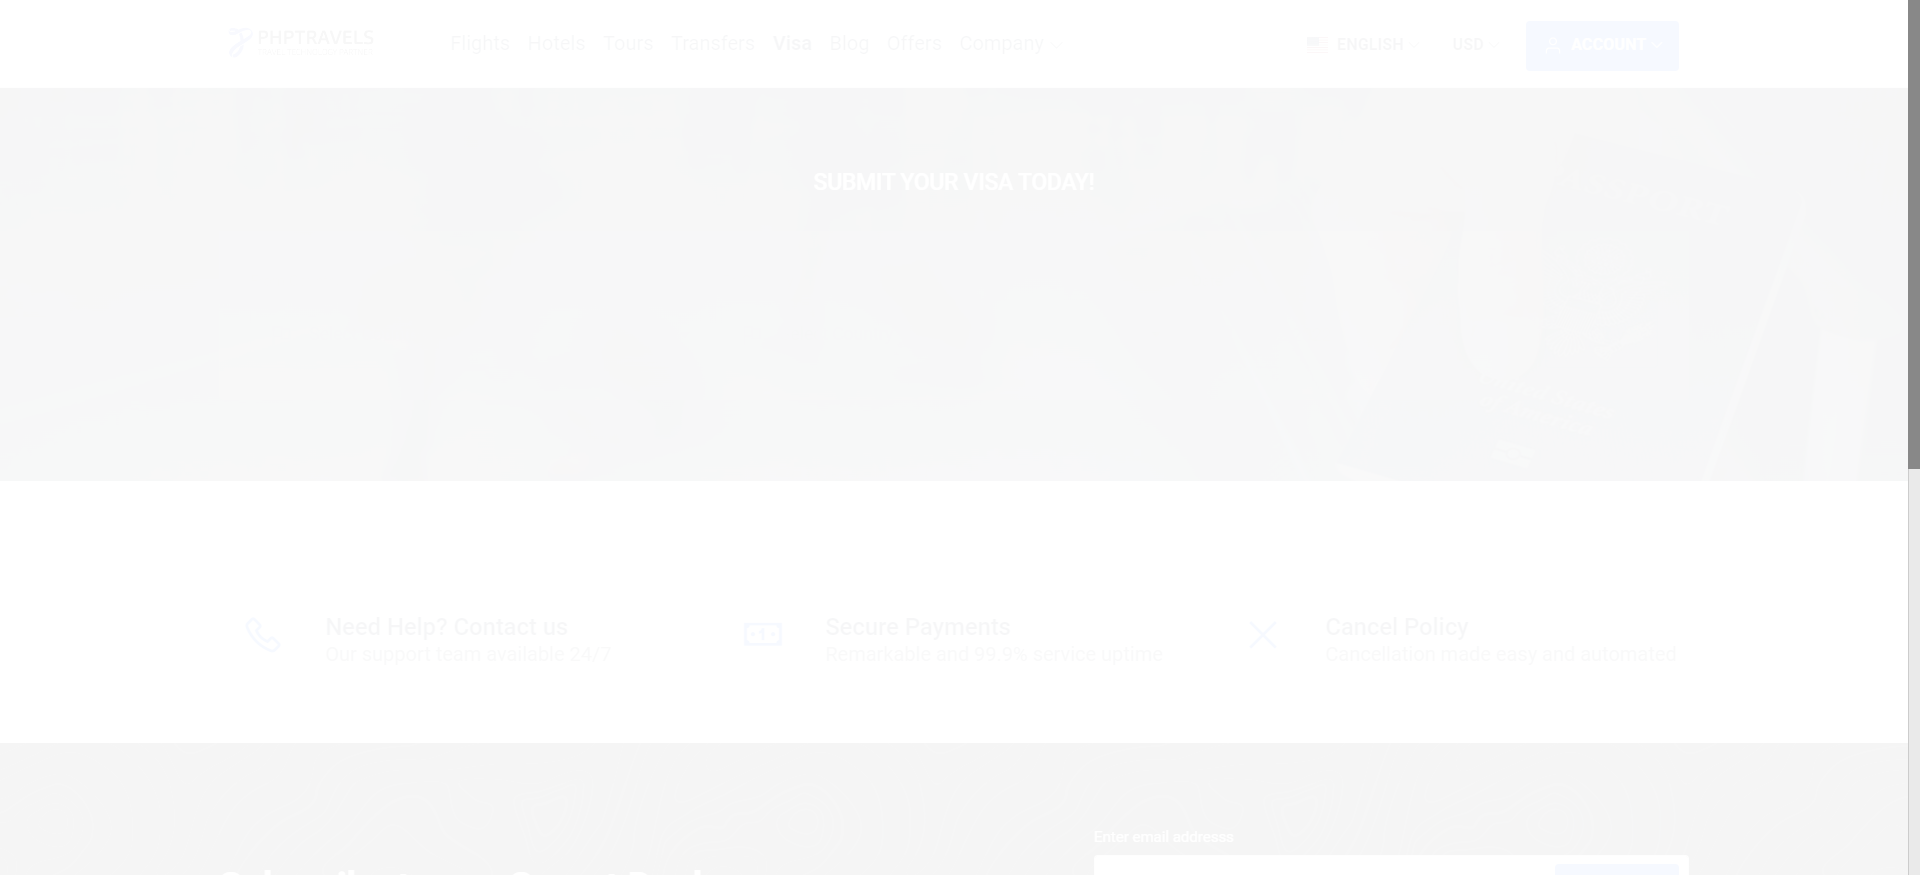 PHPTRAVELS
Flights Hotels Tours Transfers Visa Blog Offers Company
ENGLISH USD ACCOUNT
SUBMIT YOUR VISA TODAY!
Need Help? Contact us
Our support team available 24/7
Secure Payments
Remarkable and 99.9% service uptime
Cancel Policy
Cancellation made easy and automated
Enter email addresss